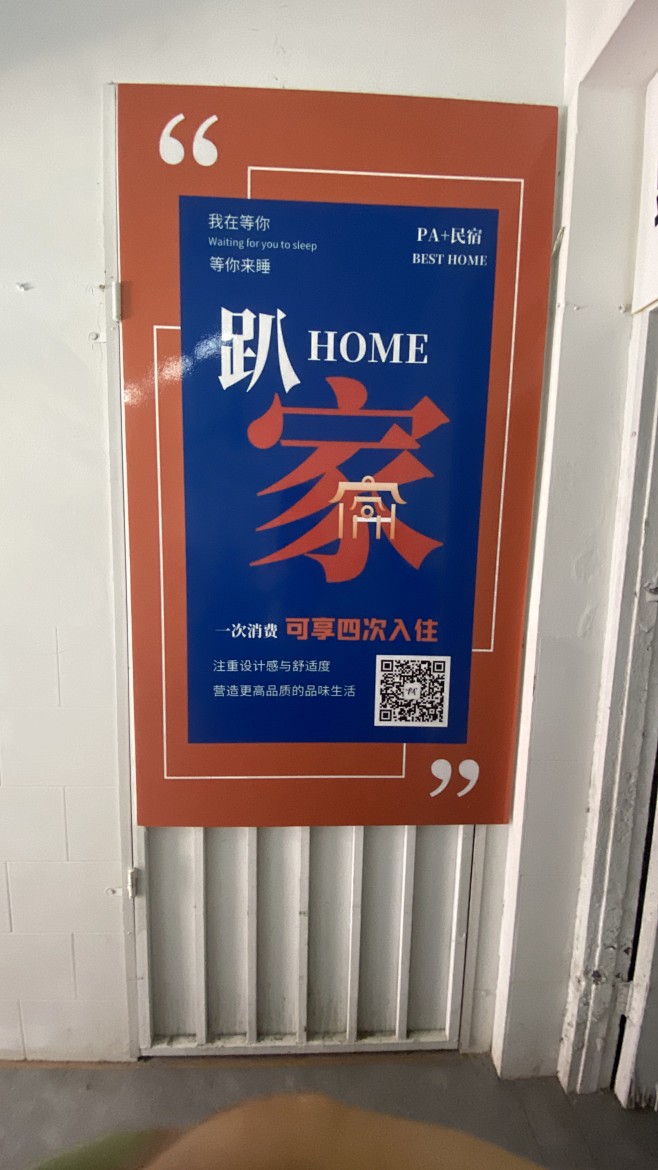 我在等你
Waiting for you to sleep
等你来睡
PA+民宿
BEST HOME
趴 HOME
家
一次消费 可享四次入住
注重设计感与舒适度
营造更高品质的品味生活